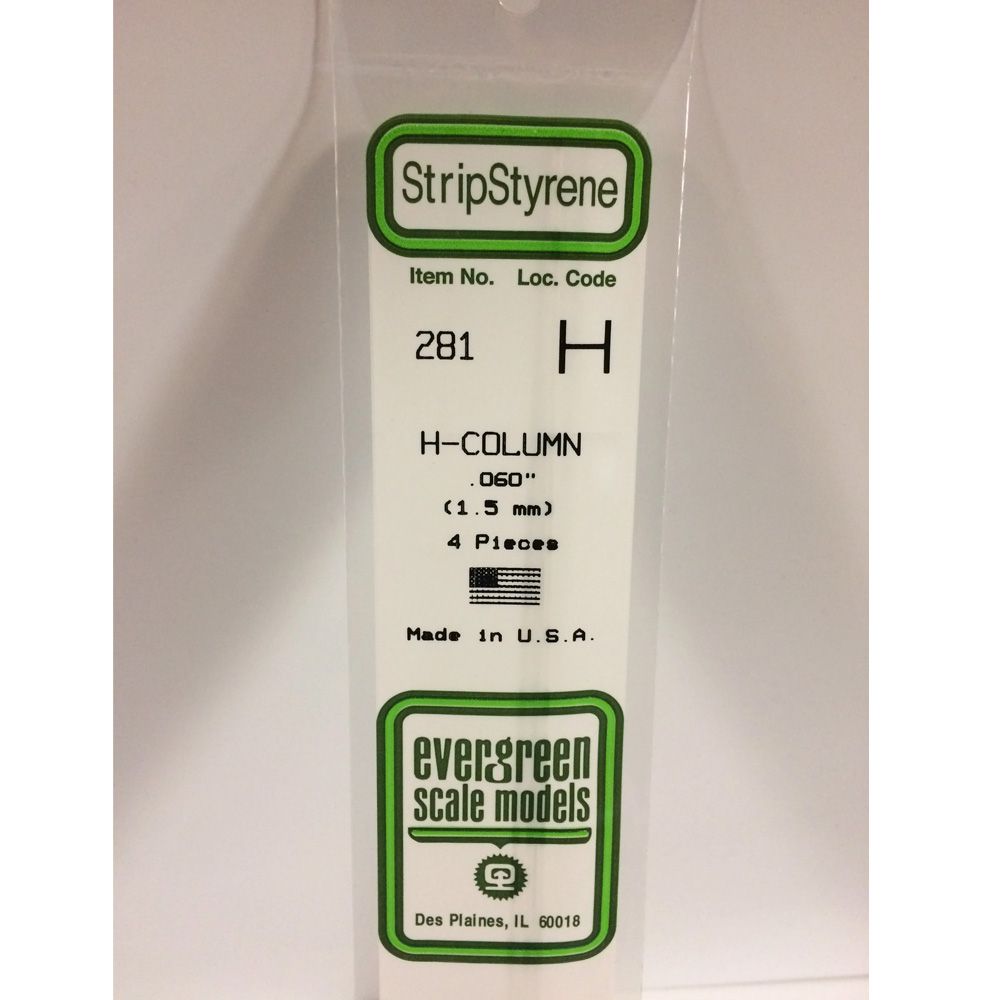 StripStyrene
Item No. Loc. Code
281 H
H-COLUMN
.060"
(1.5 mm)
4 Pieces
Made in U.S.A.
evergreen
scale models
Des Plaines, IL 60018